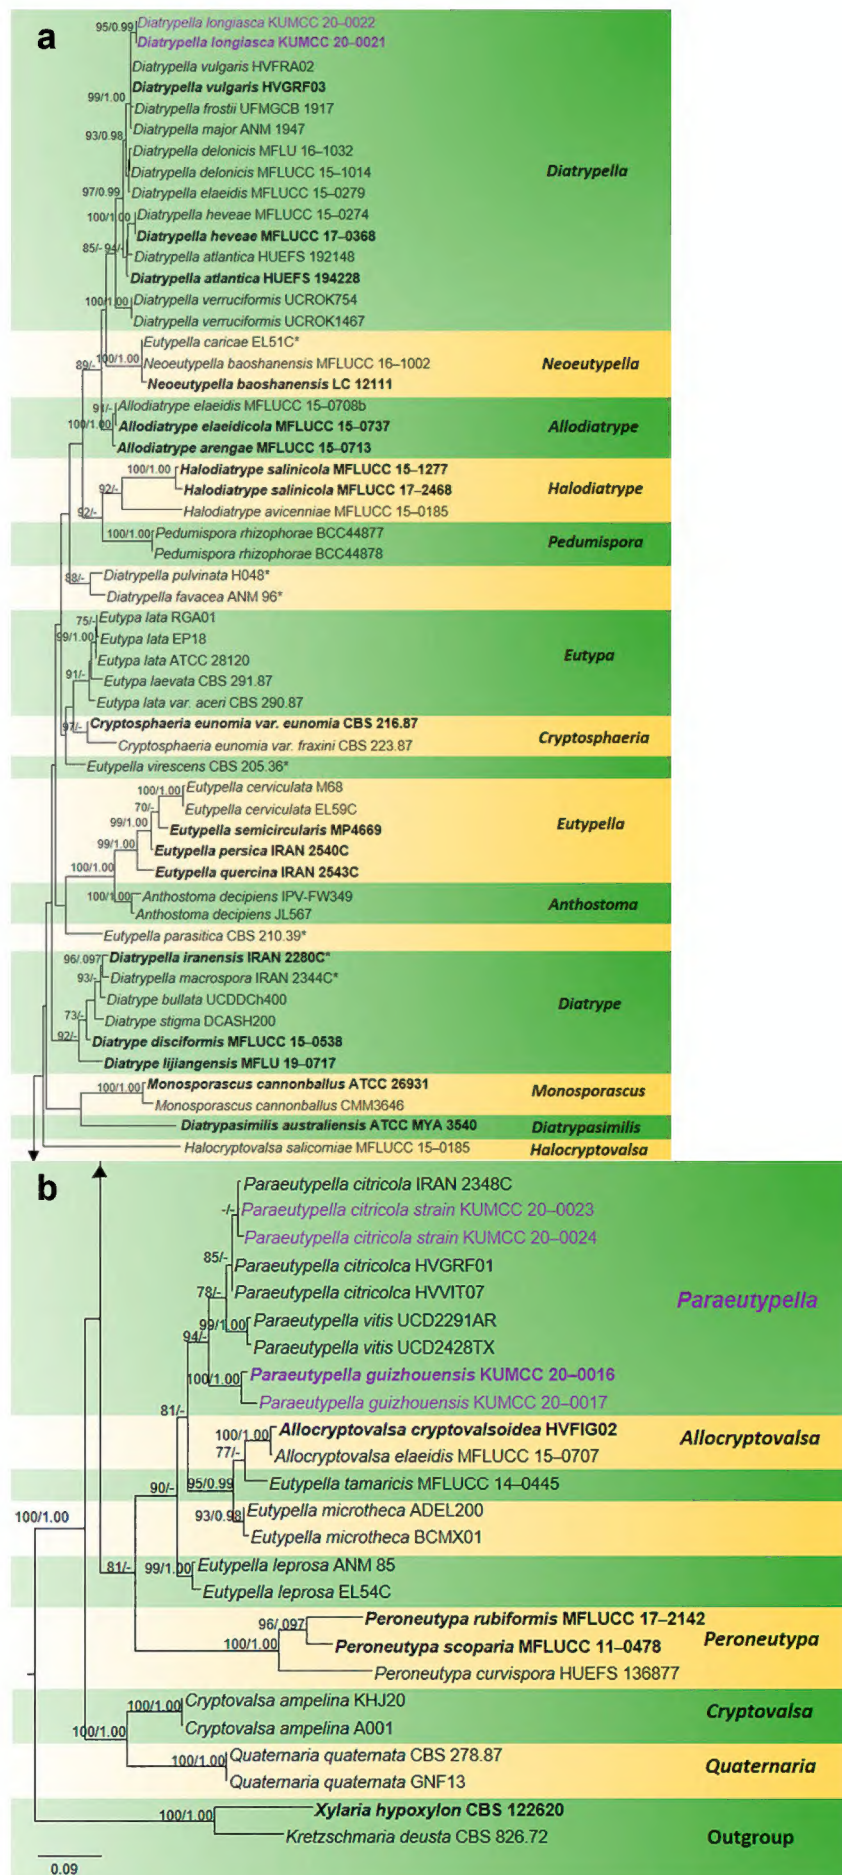 a
95/0.99
Diatrypella longiasca KUMCC 20–0022
Diatrypella longiasca KUMCC 20–0021
Diatrypella vulgaris HVFRA02
99/1.00
Diatrypella vulgaris HVGRF03
Diatrypella frostii UFMGCB 1917
Diatrypella major ANM 1947
93/0.98
Diatrypella delonicis MFLU 16–1032
Diatrypella delonicis MFLUCC 15–1014
Diatrypella
97/0.99
Diatrypella elaeidis MFLUCC 15–0279
100/1.00
Diatrypella heveae MFLUCC 15–0274
Diatrypella heveae MFLUCC 17–0368
85/- 94/-
Diatrypella atlantica HUEFS 192148
Diatrypella atlantica HUEFS 194228
100/1.00
Diatrypella verruciformis UCROK754
Diatrypella verruciformis UCROK1467
Eutypella caricae EL51C*
89/-
100/1.00
Neoeutypella baoshanensis MFLUCC 16–1002
Neoeutypella
Neoeutypella baoshanensis LC 12111
91/-
Allodiatrype elaeidis MFLUCC 15–0708b
100/1.00
Allodiatrype elaeidicola MFLUCC 15–0737
Allodiatrype
Allodiatrype arengae MFLUCC 15–0713
100/1.00
Halodiatrype salinicola MFLUCC 15–1277
92/-
Halodiatrype salinicola MFLUCC 17–2468
Halodiatrype
92/-
Halodiatrype avicenniae MFLUCC 15–0185
100/1.00
Pedumispora rhizophorae BCC44877
Pedumispora
Pedumispora rhizophorae BCC44878
88/-
Diatrypella pulvinata H048*
Diatrypella favacea ANM 96*
75/-
Eutypa lata RGA01
99/1.00
Eutypa lata EP18
Eutypa lata ATCC 28120
Eutypa
91/-
Eutypa laevata CBS 291.87
Eutypa lata var. aceri CBS 290.87
97/-
Cryptosphaeria eunomia var. eunomia CBS 216.87
Cryptosphaeria eunomia var. fraxini CBS 223.87
Cryptosphaeria
Eutypella virescens CBS 205.36*
100/1.00
Eutypella cerviculata M68
70/-
Eutypella cerviculata EL59C
99/1.00
Eutypella semicircularis MP4669
Eutypella
99/1.00
Eutypella persica IRAN 2540C
100/1.00
Eutypella quercina IRAN 2543C
100/1.00
Anthostoma decipiens IPV-FW349
Anthostoma
Anthostoma decipiens JL567
Eutypella parasitica CBS 210.39*
96/.097
Diatrypella iranensis IRAN 2280C*
93/-
Diatrypella macrospora IRAN 2344C*
Diatrype bullata UCDDCh400
Diatrype
73/-
Diatrype stigma DCASH200
92/-
Diatrype disciformis MFLUCC 15–0538
Diatrype lijiangensis MFLU 19–0717
100/1.00
Monosporascus cannonballus ATCC 26931
Monosporascus
Monosporascus cannonballus CMM3646
Diatrypasimilis australiensis ATCC MYA 3540
Diatrypasimilis
Halocryptovalsa salicorniae MFLUCC 15–0185
Halocryptovalsa
b
Paraeutypella citricola IRAN 2348C
-/-
Paraeutypella citricola strain KUMCC 20–0023
Paraeutypella citricola strain KUMCC 20–0024
85/-
Paraeutypella citricolca HVGRF01
78/-
Paraeutypella citricolca HVVIT07
Paraeutypella
99/1.00
Paraeutypella vitis UCD2291AR
94/-
Paraeutypella vitis UCD2428TX
100/1.00
Paraeutypella guizhouensis KUMCC 20–0016
Paraeutypella guizhouensis KUMCC 20–0017
81/-
100/1.00
Allocryptovalsa cryptovalsoidea HVFIG02
Allocryptovalsa
77/-
Allocryptovalsa elaeidis MFLUCC 15–0707
90/-
95/0.99
Eutypella tamaricis MFLUCC 14–0445
93/0.98
Eutypella microtheca ADEL200
100/1.00
Eutypella microtheca BCMX01
81/-
99/1.00
Eutypella leprosa ANM 85
Eutypella leprosa EL54C
96/.097
Peroneutypa rubiformis MFLUCC 17–2142
100/1.00
Peroneutypa scoparia MFLUCC 11–0478
Peroneutypa
Peroneutypa curvispora HUEFS 136877
100/1.00
Cryptovalsa ampelina KHJ20
Cryptovalsa
100/1.00
Cryptovalsa ampelina A001
100/1.00
Quaternaria quaternata CBS 278.87
Quaternaria
Quaternaria quaternata GNF13
100/1.00
Xylaria hypoxylon CBS 122620
Kretzschmaria deusta CBS 826.72
Outgroup
0.09